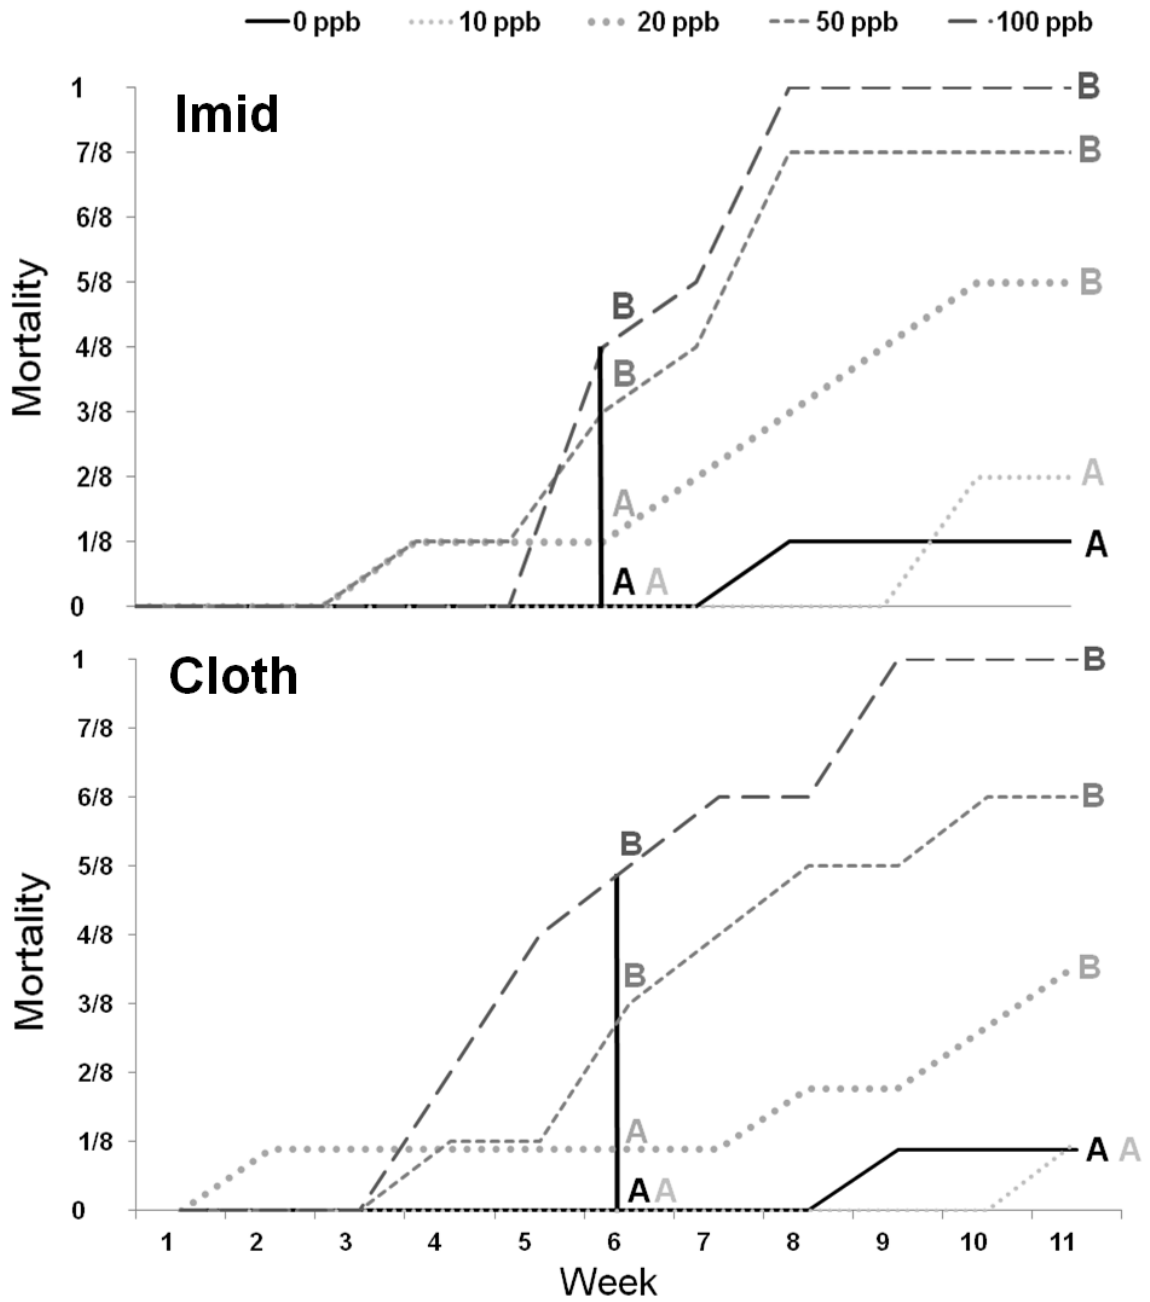 0 ppb 10 ppb 20 ppb 50 ppb 100 ppb
Imid
1 B
7/8 B
6/8
5/8 B
B
4/8
B
3/8
2/8 A
A
1/8 A
A A
0
Mortality
Cloth
1 B
7/8
6/8 B
B
5/8
4/8
B B
3/8
2/8
A
1/8 A A
A A
0
Mortality
1 2 3 4 5 6 7 8 9 10 11
Week